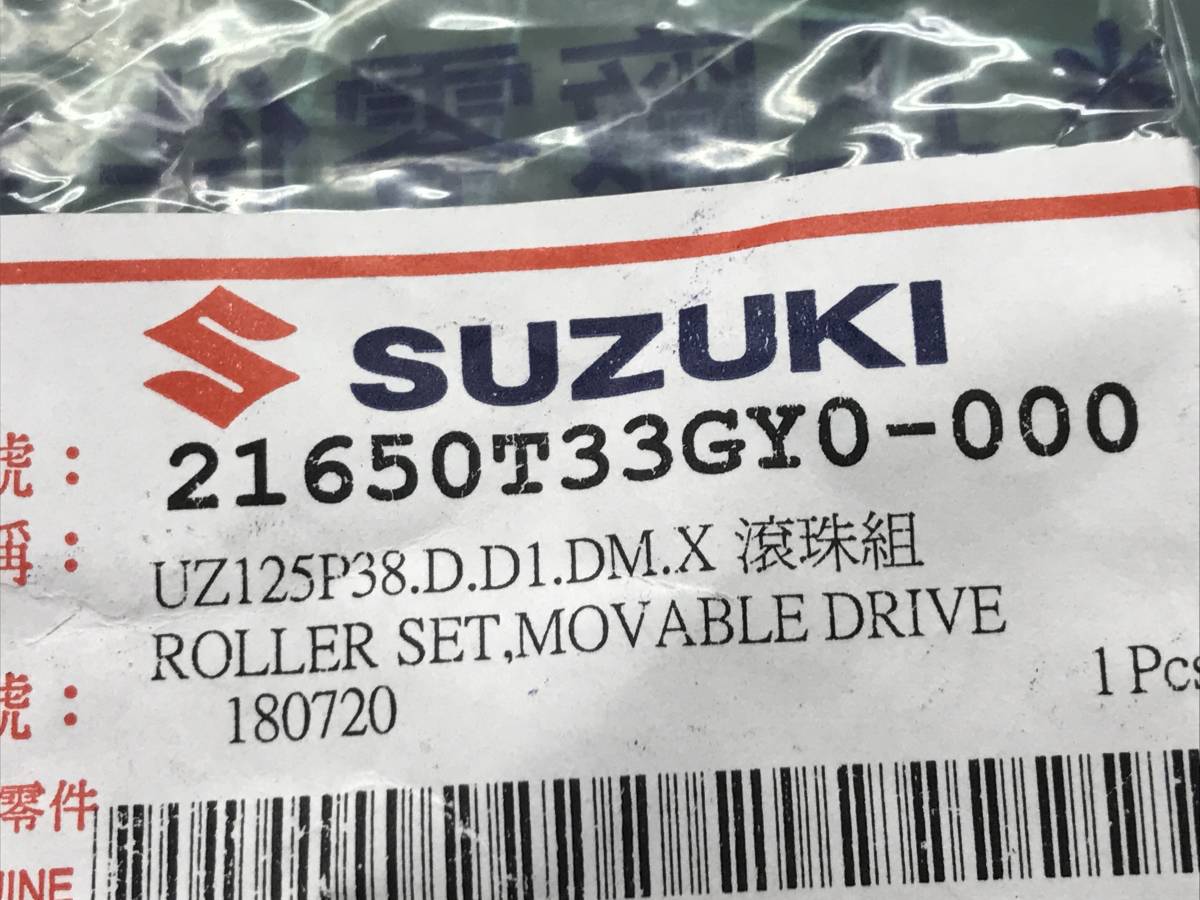 SUZUKI
號： 21650T33GY0-000
稱： UZ125P38.D.D1.DM.X 滾珠組
ROLLER SET,MOVABLE DRIVE
號： 180720 1 Pcs
零件